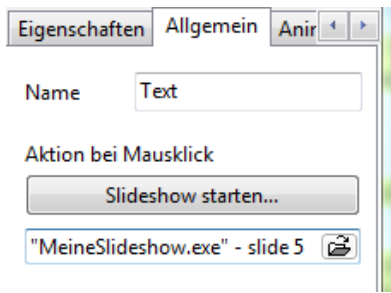 Eigenschaften Allgemein Anir
Name Text
Aktion bei Mausklick
Slideshow starten...
"MeineSlideshow.exe" - slide 5